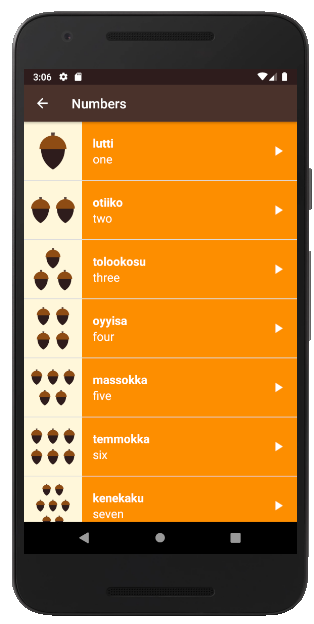 3:06
Numbers
lutti
one
otiiko
two
tolookosu
three
oyyisa
four
massokka
five
temmokka
six
kenekaku
seven